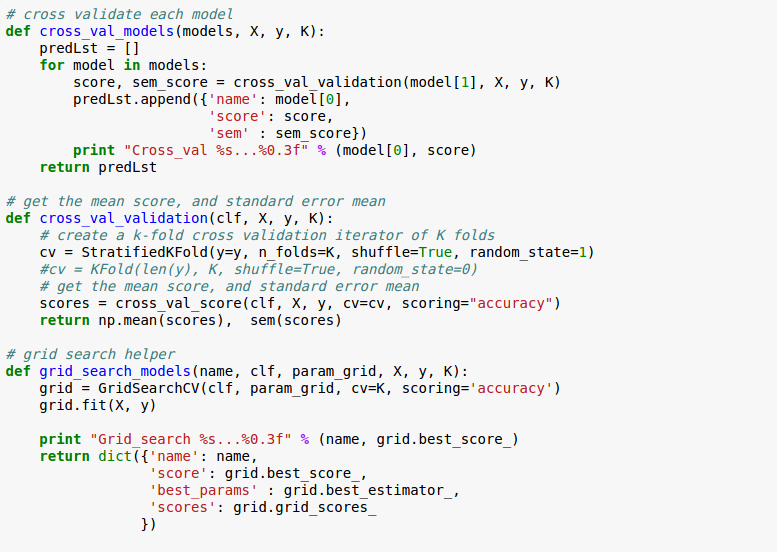 # cross validate each model
def cross_val_models(models, X, y, K):
    predLst = []
    for model in models:
        score, sem_score = cross_val_validation(model[1], X, y, K)
        predLst.append({'name': model[0],
                        'score': score,
                        'sem' : sem_score})
        print "Cross_val %s...%0.3f" % (model[0], score)
    return predLst

# get the mean score, and standard error mean
def cross_val_validation(clf, X, y, K):
    # create a k-fold cross validation iterator of K folds
    cv = StratifiedKFold(y=y, n_folds=K, shuffle=True, random_state=1)
    #cv = KFold(len(y), K, shuffle=True, random_state=0)
    # get the mean score, and standard error mean
    scores = cross_val_score(clf, X, y, cv=cv, scoring="accuracy")
    return np.mean(scores),  sem(scores)

# grid search helper
def grid_search_models(name, clf, param_grid, X, y, K):
    grid = GridSearchCV(clf, param_grid, cv=K, scoring='accuracy')
    grid.fit(X, y)

    print "Grid_search %s...%0.3f" % (name, grid.best_score_)
    return dict({'name': name,
                 'score': grid.best_score_,
                 'best_params' : grid.best_estimator_,
                 'scores': grid.grid_scores_
                })